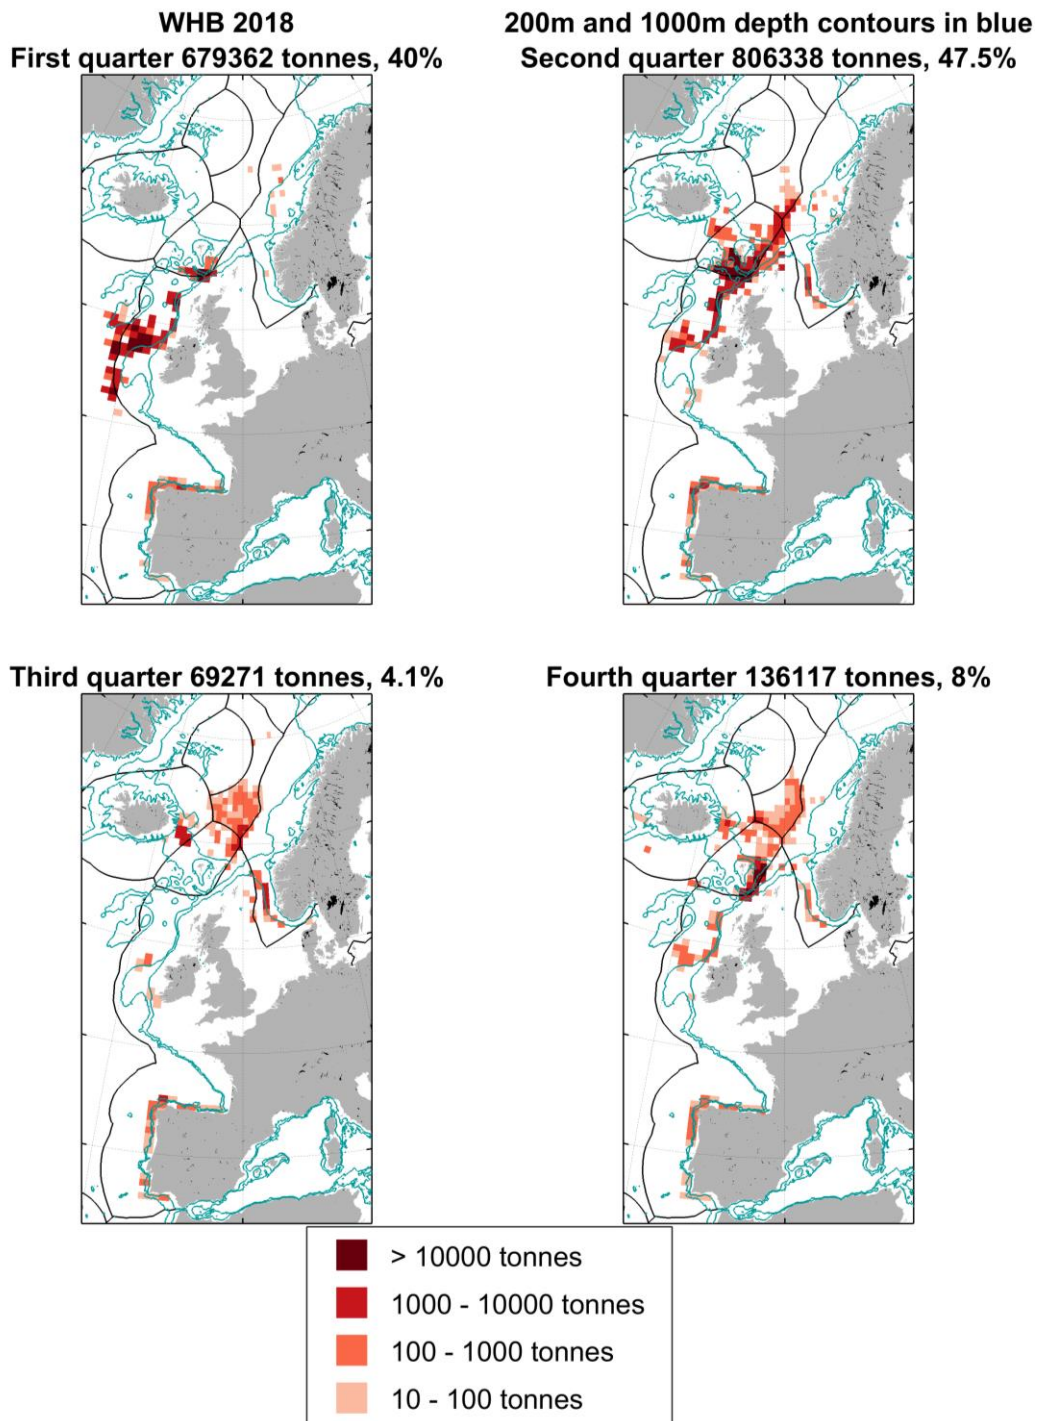 WHB 2018
200m and 1000m depth contours in blue
First quarter 679362 tonnes, 40%
Second quarter 806338 tonnes, 47.5%
Third quarter 69271 tonnes, 4.1%
Fourth quarter 136117 tonnes, 8%
> 10000 tonnes
1000 - 10000 tonnes
100 - 1000 tonnes
10 - 100 tonnes